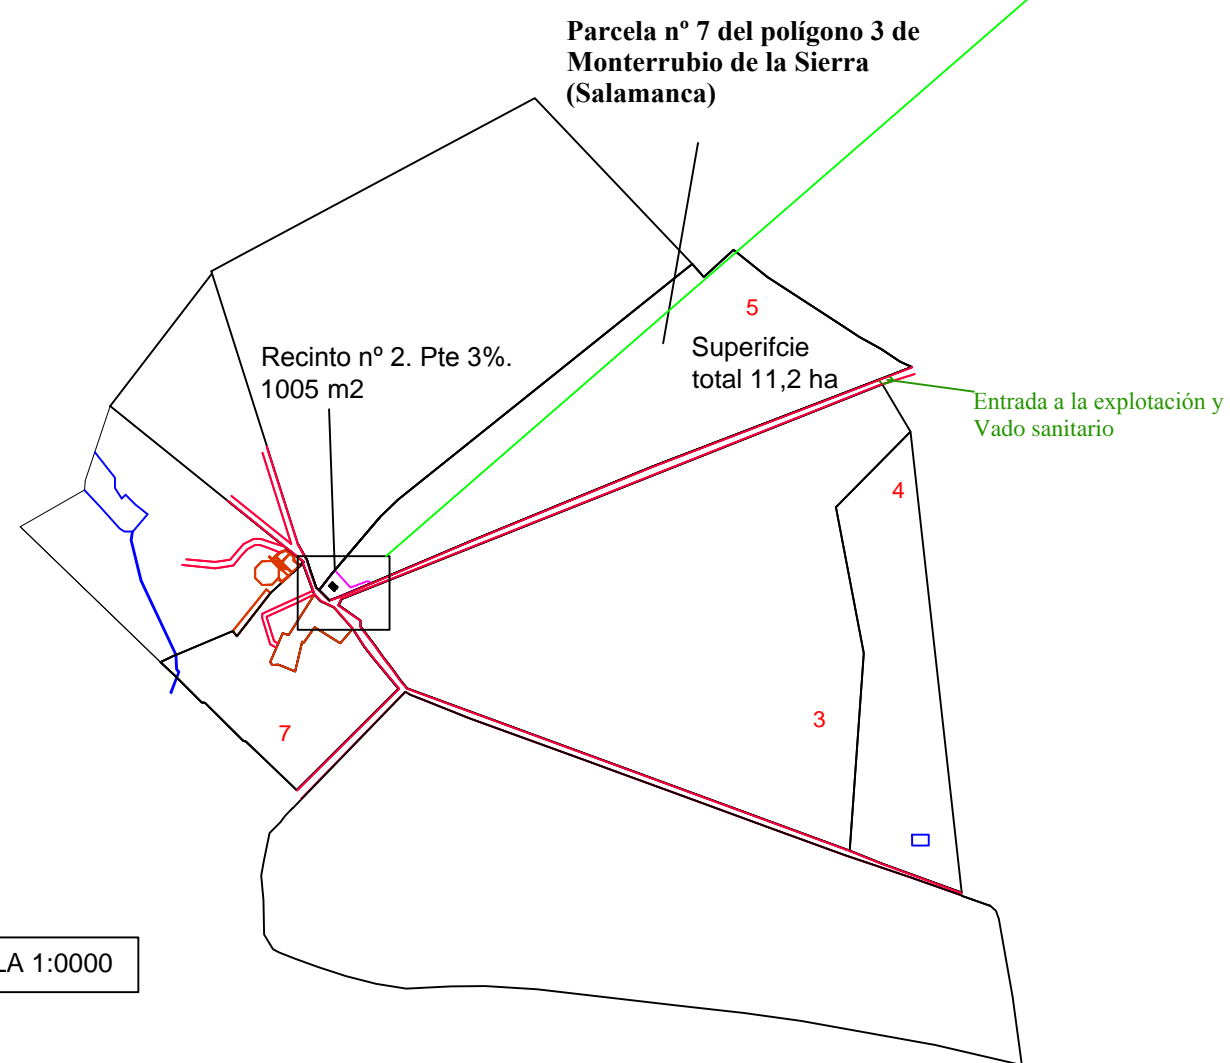 Parcela nº 7 del polígono 3 de
Monterrubio de la Sierra
(Salamanca)
5
Recinto nº 2. Pte 3%.
1005 m2
Superifcie
total 11,2 ha
Entrada a la explotación y
Vado sanitario
4
3
7
LA 1:0000